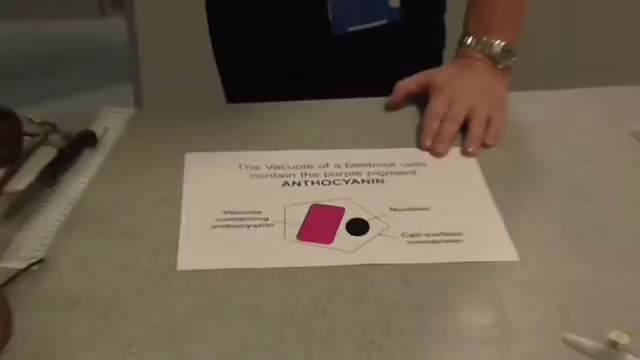 The Vacuole of a beetroot cells
contain the purple pigment
ANTHOCYANIN
Vacuole
containing
anthocyanin
Nucleus
Cell-surface
membrane